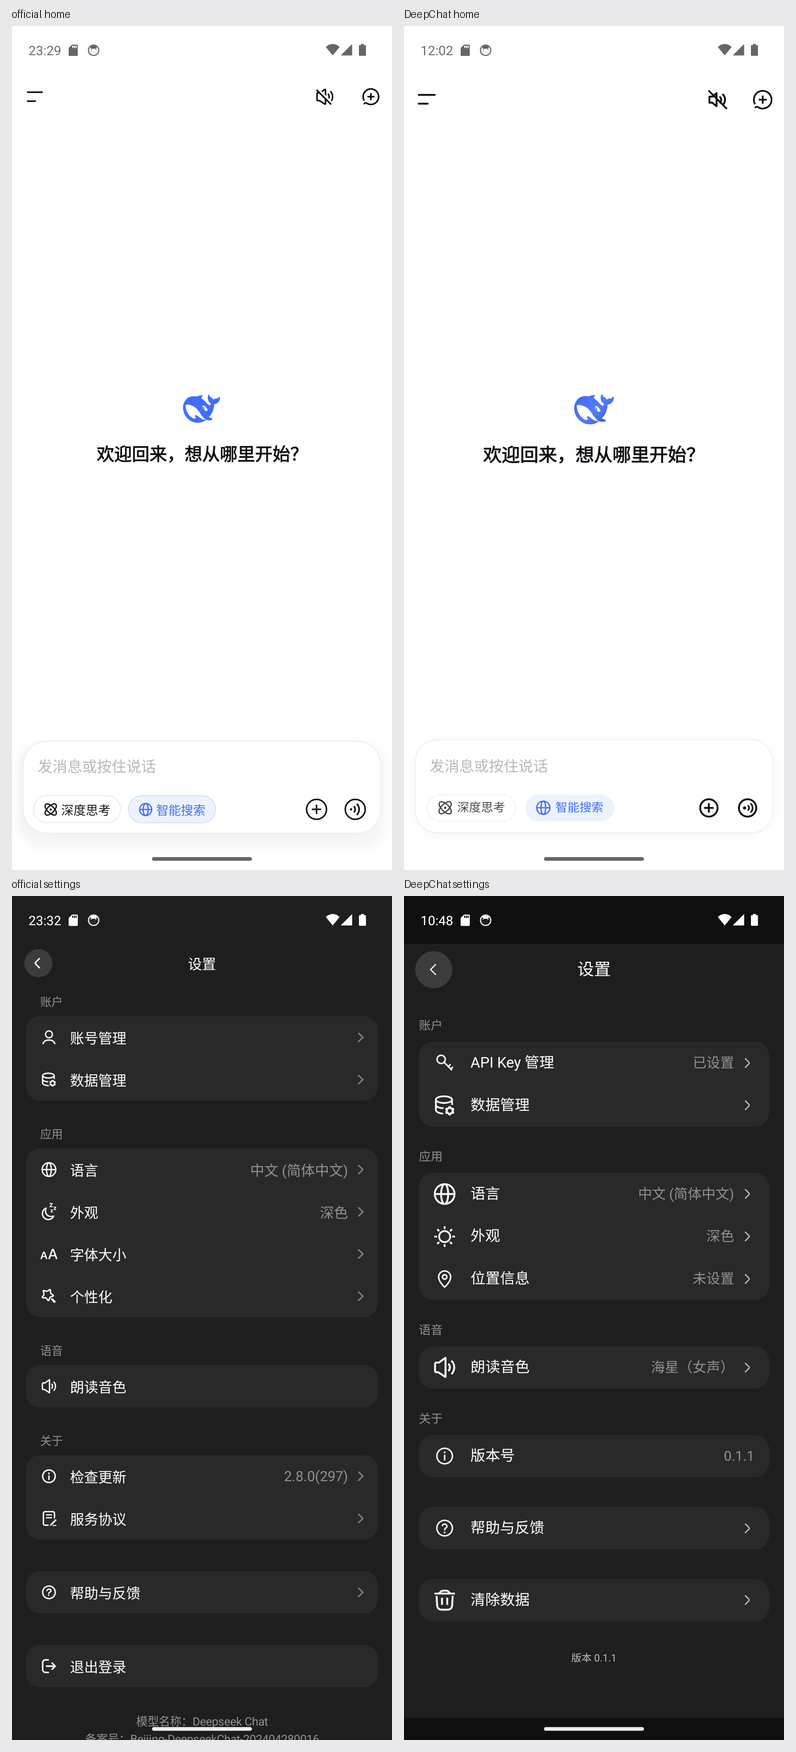 official home
23:29
欢迎回来，想从哪里开始？
发消息或按住说话
深度思考 智能搜索
DeepChat home
12:02
欢迎回来，想从哪里开始？
发消息或按住说话
深度思考 智能搜索
official settings
23:32
设置
账户
账号管理
数据管理
应用
语言 中文 (简体中文)
外观 深色
AA 字体大小
个性化
语音
朗读音色
关于
检查更新 2.8.0(297)
服务协议
帮助与反馈
退出登录
模型名称：Deepseek Chat
备案号：Beijing-DeepseekChat-202404280016
DeepChat settings
10:48
设置
账户
API Key 管理 已设置
数据管理
应用
语言 中文 (简体中文)
外观 深色
位置信息 未设置
语音
朗读音色 海星（女声）
关于
版本号 0.1.1
帮助与反馈
清除数据
版本 0.1.1